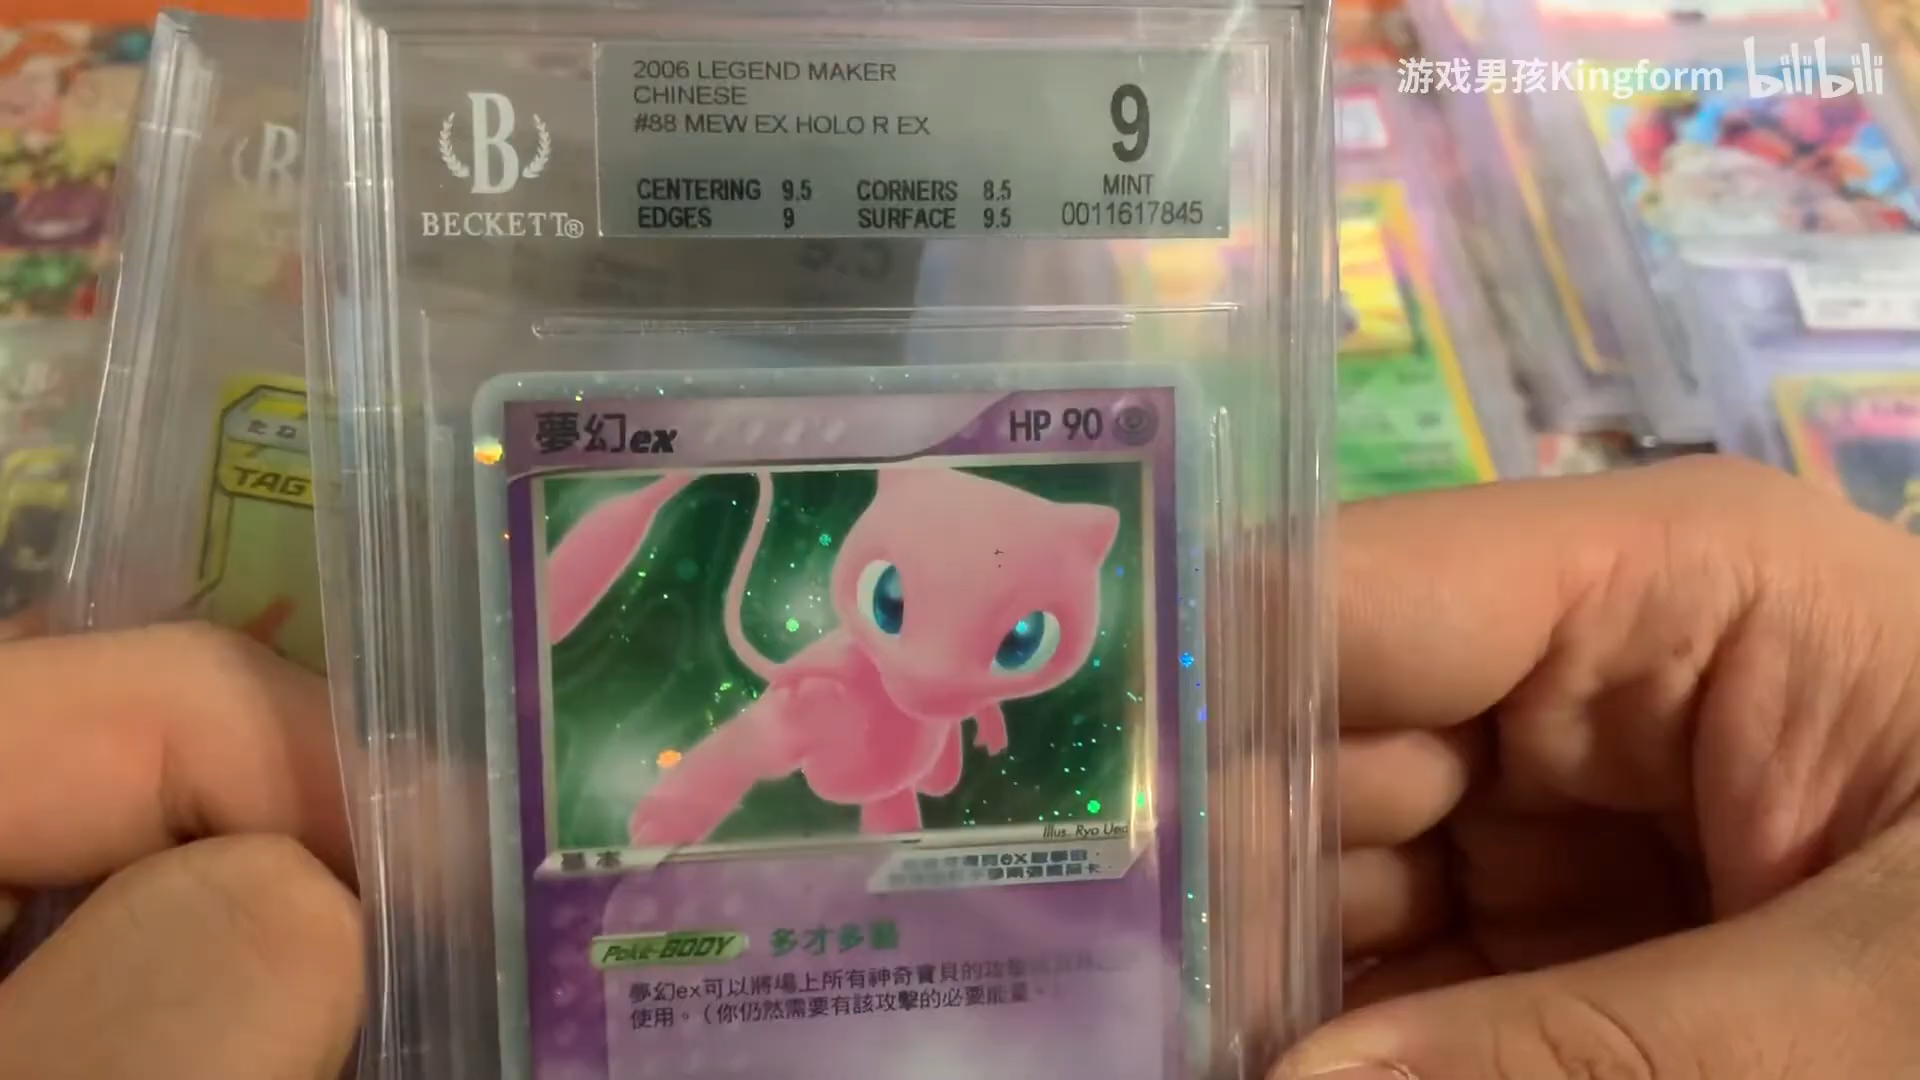 游戏男孩Kingform bilibili
2006 LEGEND MAKER
CHINESE
#88 MEW EX HOLO R EX
9
MINT
0011617845
CENTERING 9.5 CORNERS 8.5
EDGES 9 SURFACE 9.5
B
BECKETT®
たね
TAG
夢幻ex
HP 90
Illus. Ryo Ued
基本
Poké-BODY 多才多藝
夢幻ex可以將場上所有神奇寶貝的攻擊
使用。（你仍然需要有該攻擊的必要能量。